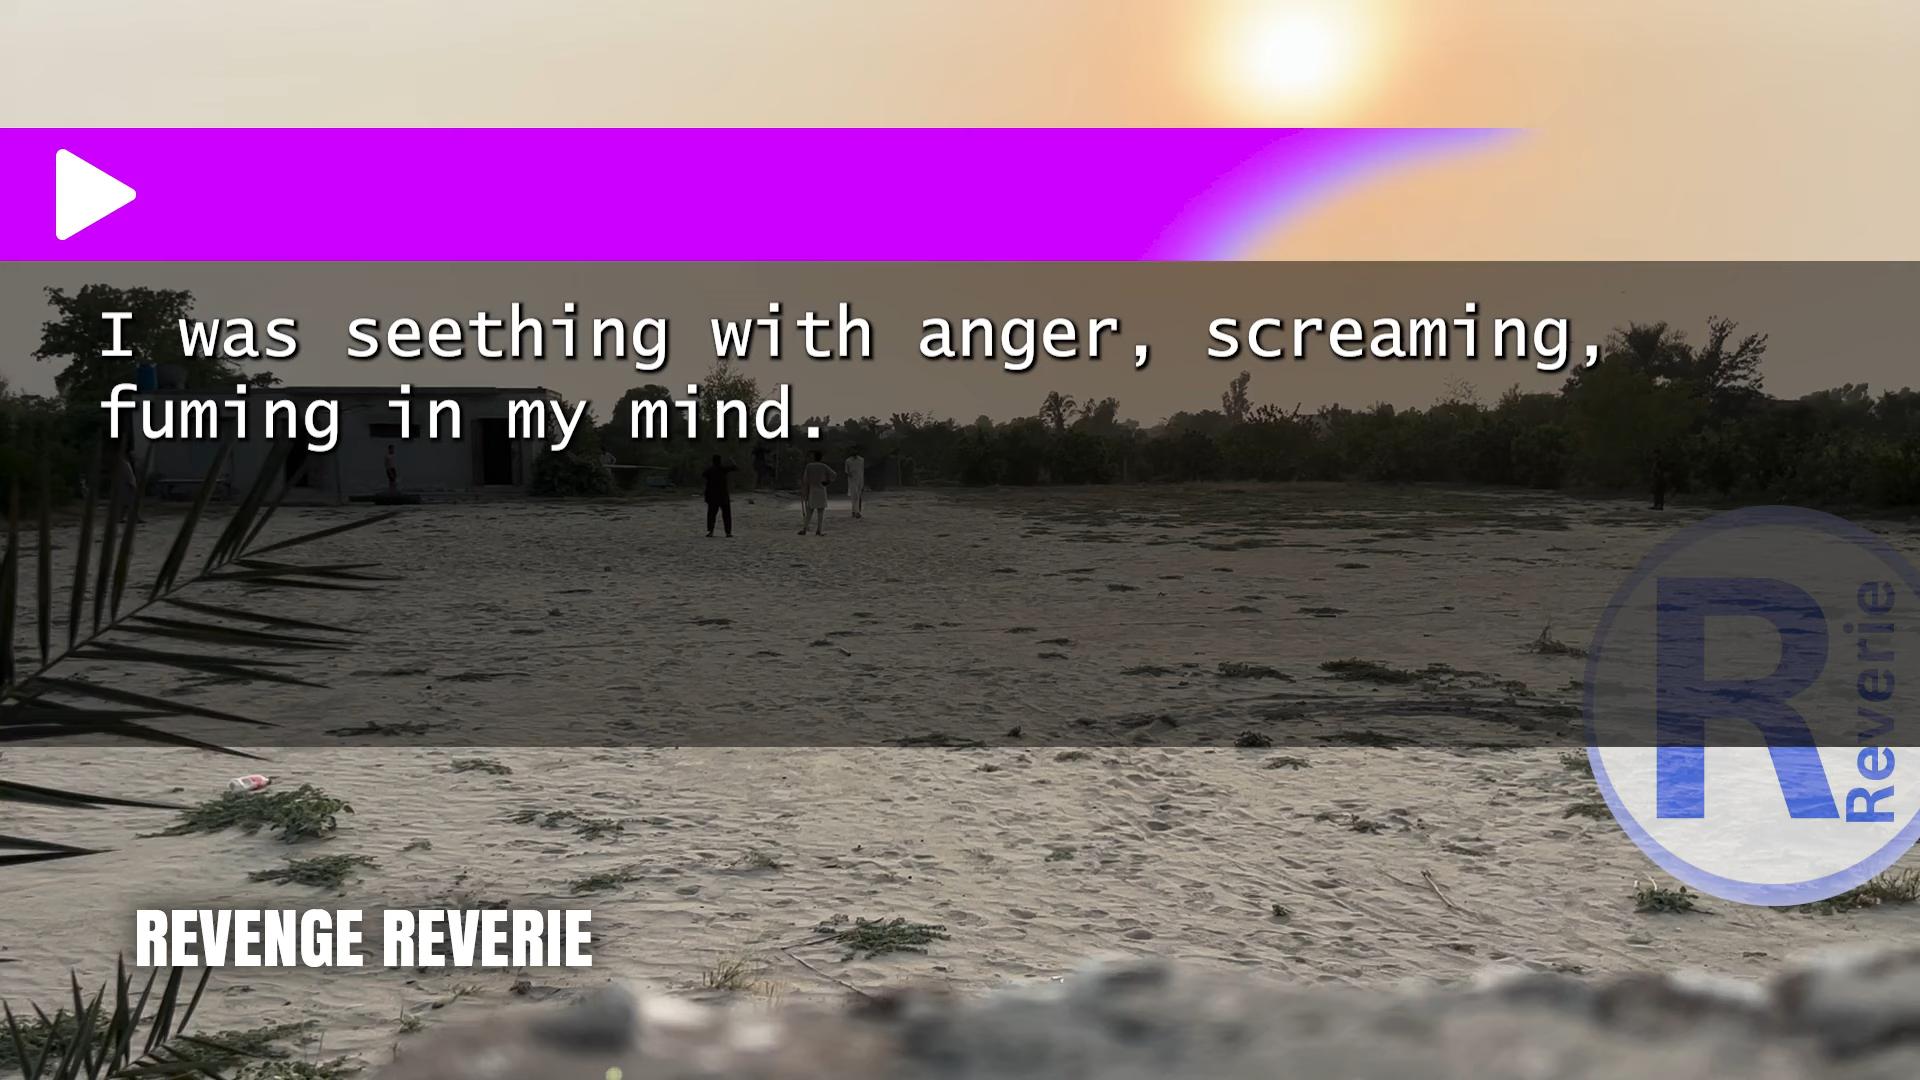 I was seething with anger, screaming,
fuming in my mind.
R
Reverie
REVENGE REVERIE